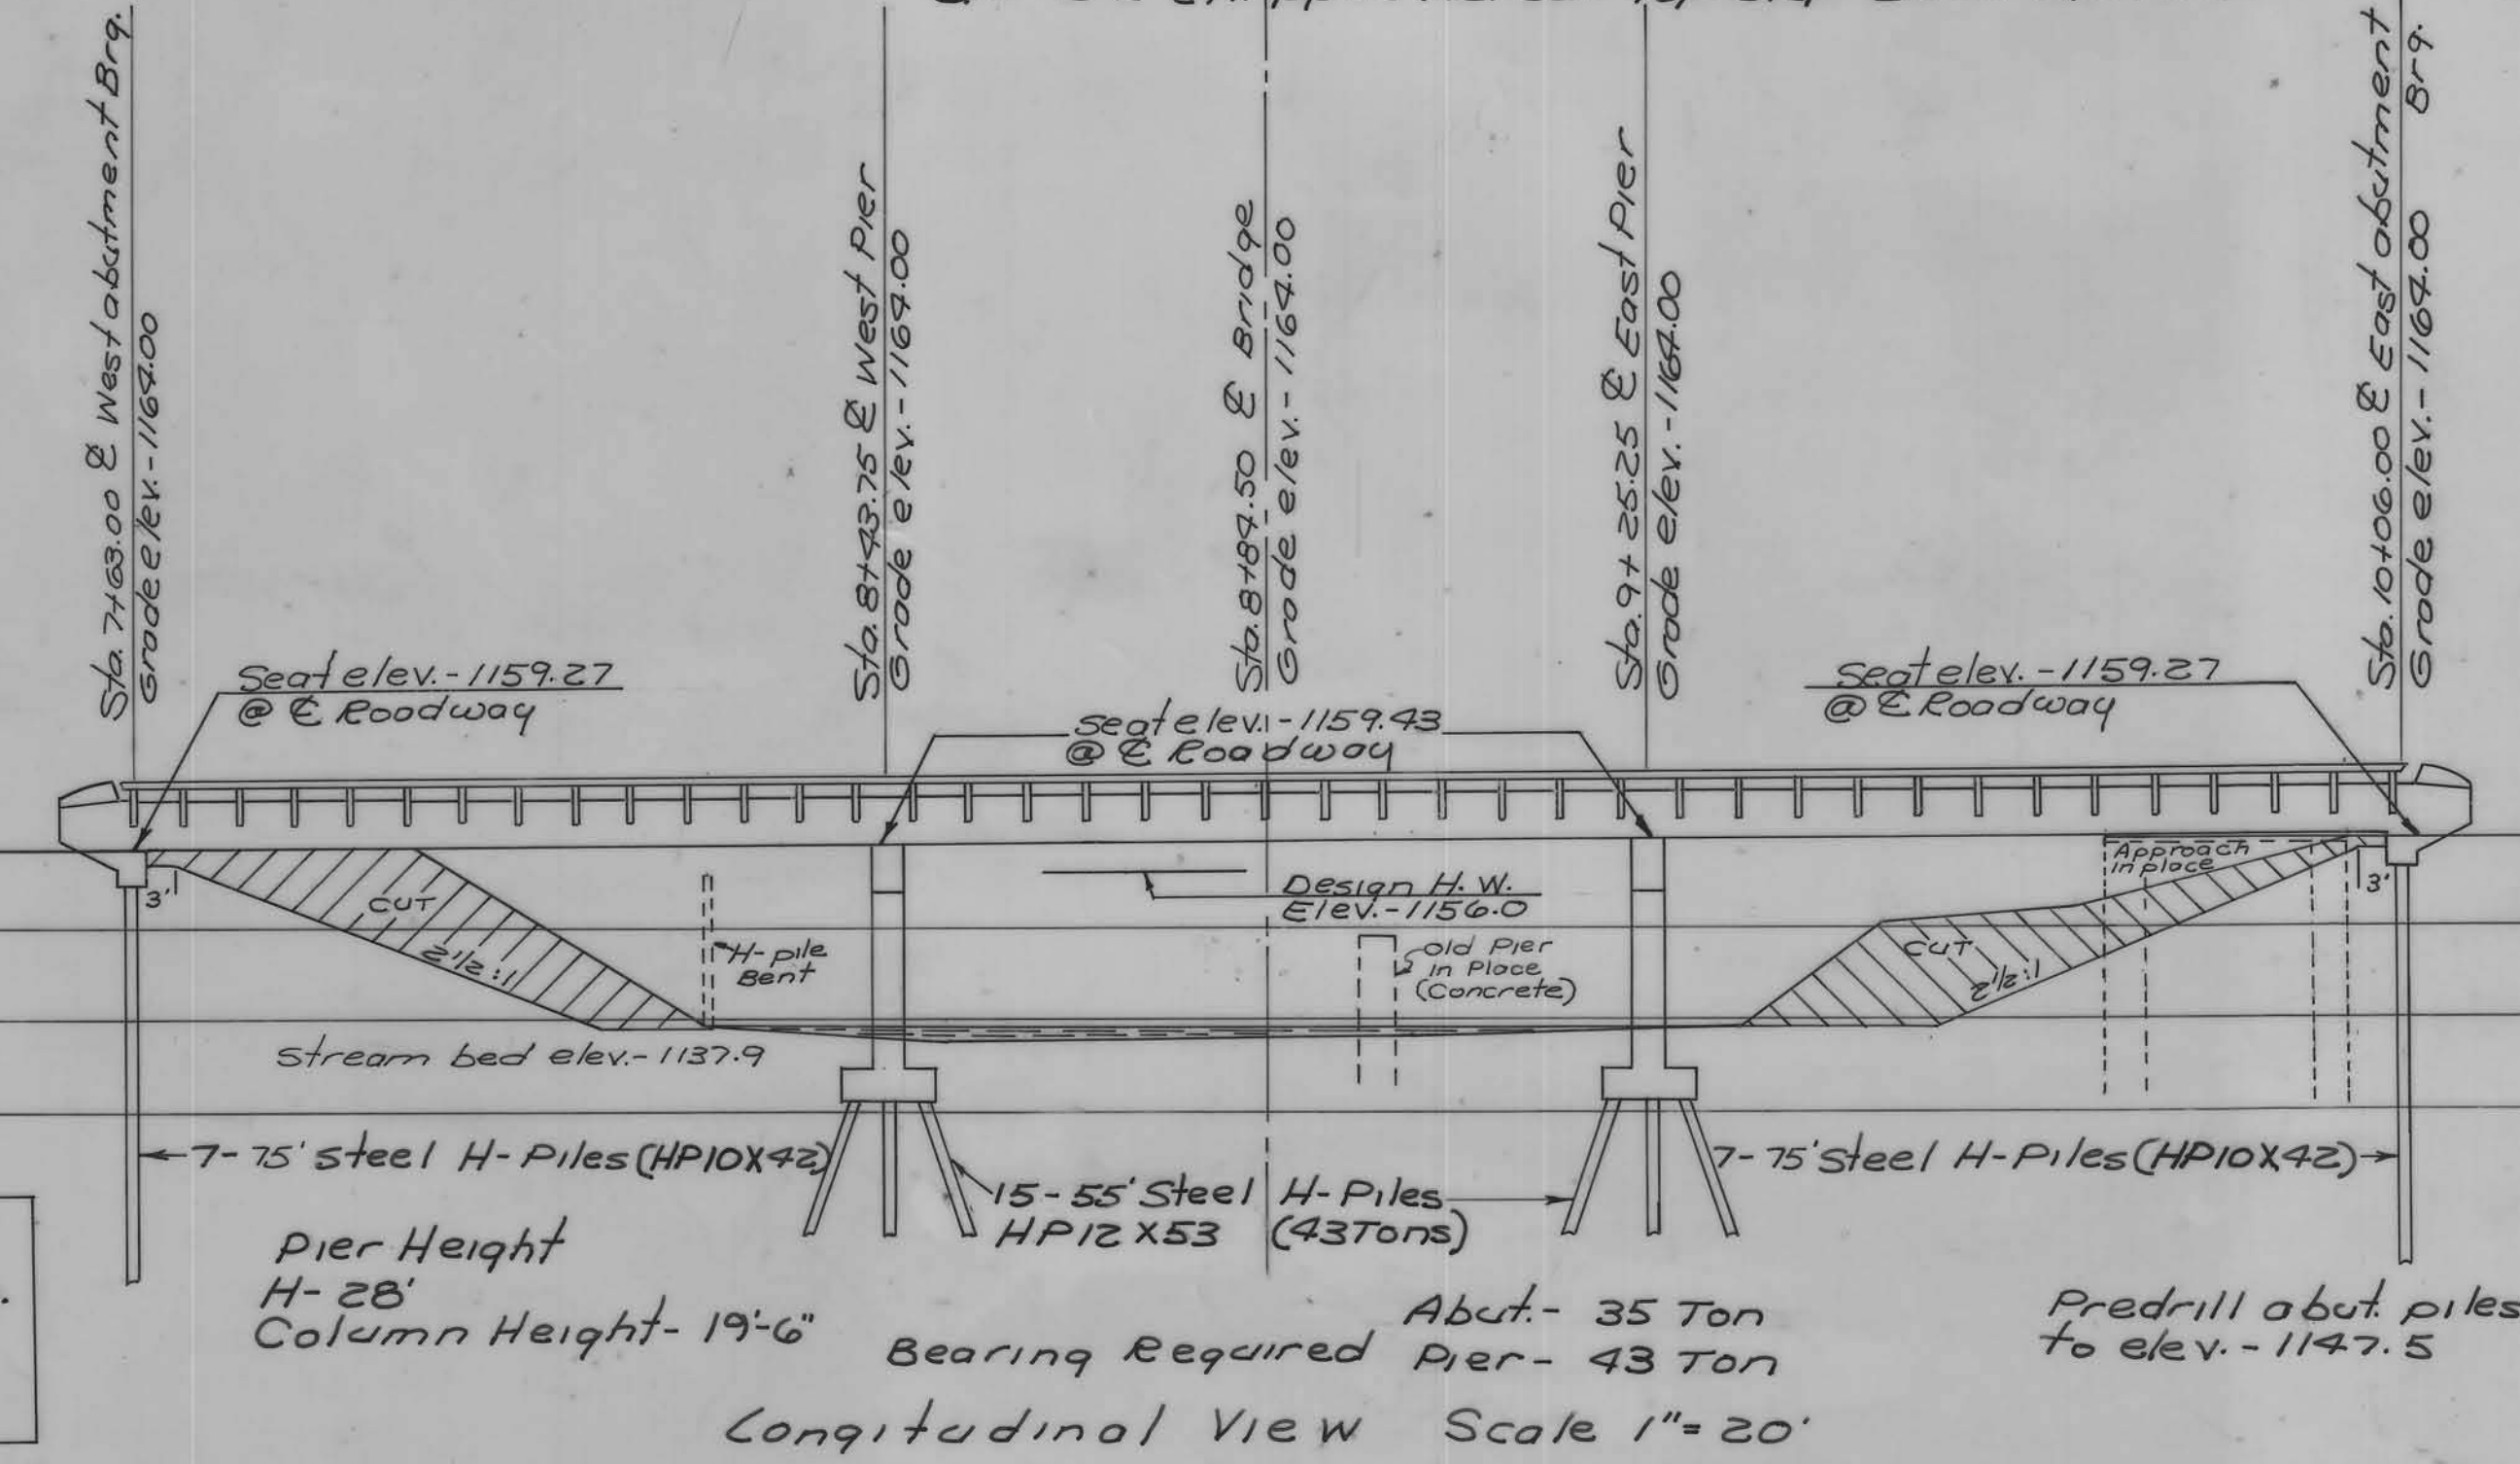 Sta. 7+63.00 ℄ West abutment Brg.
Grade elev.-1164.00
Sta. 8+43.75 ℄ West Pier
Grade elev.-1164.00
Sta. 8+84.50 ℄ Bridge
Grade elev.-1164.00
Sta. 9+25.25 ℄ East Pier
Grade elev.-1164.00
Sta. 10+06.00 ℄ East abutment
Brg.
Grade elev.-1164.00
Seat elev.-1159.27
@ ℄ Roadway
Seat elev.-1159.43
@ ℄ Roadway
Seat elev.-1159.27
@ ℄ Roadway
3'
CUT
2 1/2:1
H-pile
Bent
Design H. W.
Elev.-1156.0
Old Pier
in Place
(Concrete)
CUT
2 1/2:1
Approach
in place
3'
Stream bed elev.-1137.9
7-75' Steel H-Piles (HP10X42)
15-55' Steel H-Piles
HP12X53 (43Tons)
7-75' Steel H-Piles (HP10X42)
Pier Height
H-28'
Column Height-19'-6"
Bearing Required
Abut.- 35 Ton
Pier- 43 Ton
Predrill abut. piles
to elev.-1147.5
Longitudinal View Scale 1"=20'